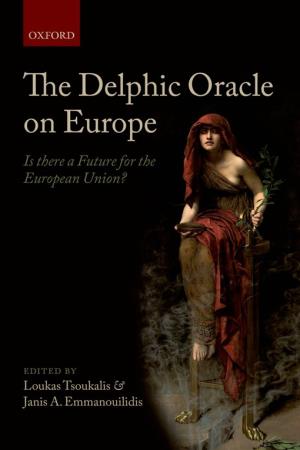 OXFORD
The Delphic Oracle
on Europe
Is there a Future for the
European Union?
EDITED BY
Loukas Tsoukalis &
Janis A. Emmanouilidis